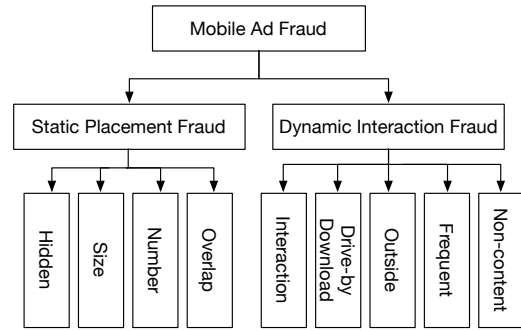 Mobile Ad Fraud
Static Placement Fraud
Dynamic Interaction Fraud
Hidden
Size
Number
Overlap
Interaction
Drive-by
Download
Outside
Frequent
Non-content